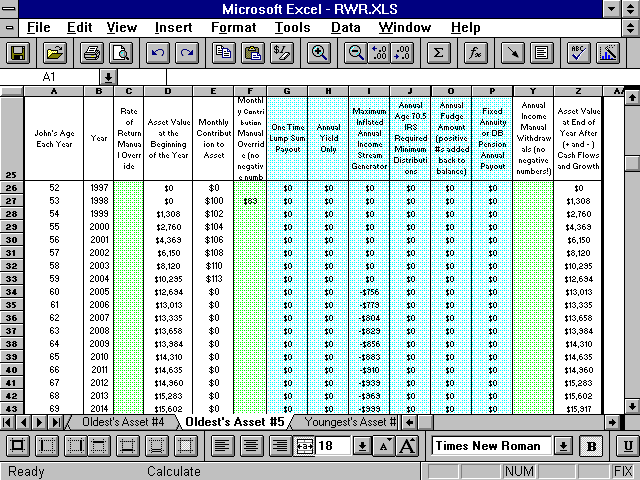 Microsoft Excel - RWR.XLS
File Edit View Insert Format Tools Data Window Help
A1
A B C D E F G H I J O P Y Z AA
25 John's Age Each Year Year Rate of Return Manual Override Asset Value at the Beginning of the Year Monthly Contribution to Asset Monthly Contribution Manual Override (no negative numb One Time Lump Sum Payout Annual Yield Only Maximum Inflated Annual Income Stream Generator Annual Age 70.5 IRS Required Minimum Distributions Annual Fudge Amount (positive #s added back to balance) Fixed Annuity or DB Pension Annual Payout Annual Income Manual Withdrawals (no negative numbers!) Asset Value at End of Year After (+ and -) Cash Flows and Growth
26 52 1997 $0 $0 $0 $0 $0 $0 $0 $0 $0
27 53 1998 $0 $100 $83 $0 $0 $0 $0 $0 $0 $1,308
28 54 1999 $1,308 $102 $0 $0 $0 $0 $0 $0 $2,760
29 55 2000 $2,760 $104 $0 $0 $0 $0 $0 $0 $4,369
30 56 2001 $4,369 $106 $0 $0 $0 $0 $0 $0 $6,150
31 57 2002 $6,150 $108 $0 $0 $0 $0 $0 $0 $8,120
32 58 2003 $8,120 $110 $0 $0 $0 $0 $0 $0 $10,295
33 59 2004 $10,295 $113 $0 $0 $0 $0 $0 $0 $12,694
34 60 2005 $12,694 $0 $0 $0 -$756 $0 $0 $0 $13,013
35 61 2006 $13,013 $0 $0 $0 -$779 $0 $0 $0 $13,335
36 62 2007 $13,335 $0 $0 $0 -$804 $0 $0 $0 $13,658
37 63 2008 $13,658 $0 $0 $0 -$829 $0 $0 $0 $13,984
38 64 2009 $13,984 $0 $0 $0 -$856 $0 $0 $0 $14,310
39 65 2010 $14,310 $0 $0 $0 -$883 $0 $0 $0 $14,635
40 66 2011 $14,635 $0 $0 $0 -$910 $0 $0 $0 $14,960
41 67 2012 $14,960 $0 $0 $0 -$939 $0 $0 $0 $15,283
42 68 2013 $15,283 $0 $0 $0 -$969 $0 $0 $0 $15,602
43 69 2014 $15,602 $0 $0 $0 -$999 $0 $0 $0 $15,917
Oldest's Asset #4 Oldest's Asset #5 Youngest's Asset #
18 A A Times New Roman B U
Ready Calculate NUM FIX